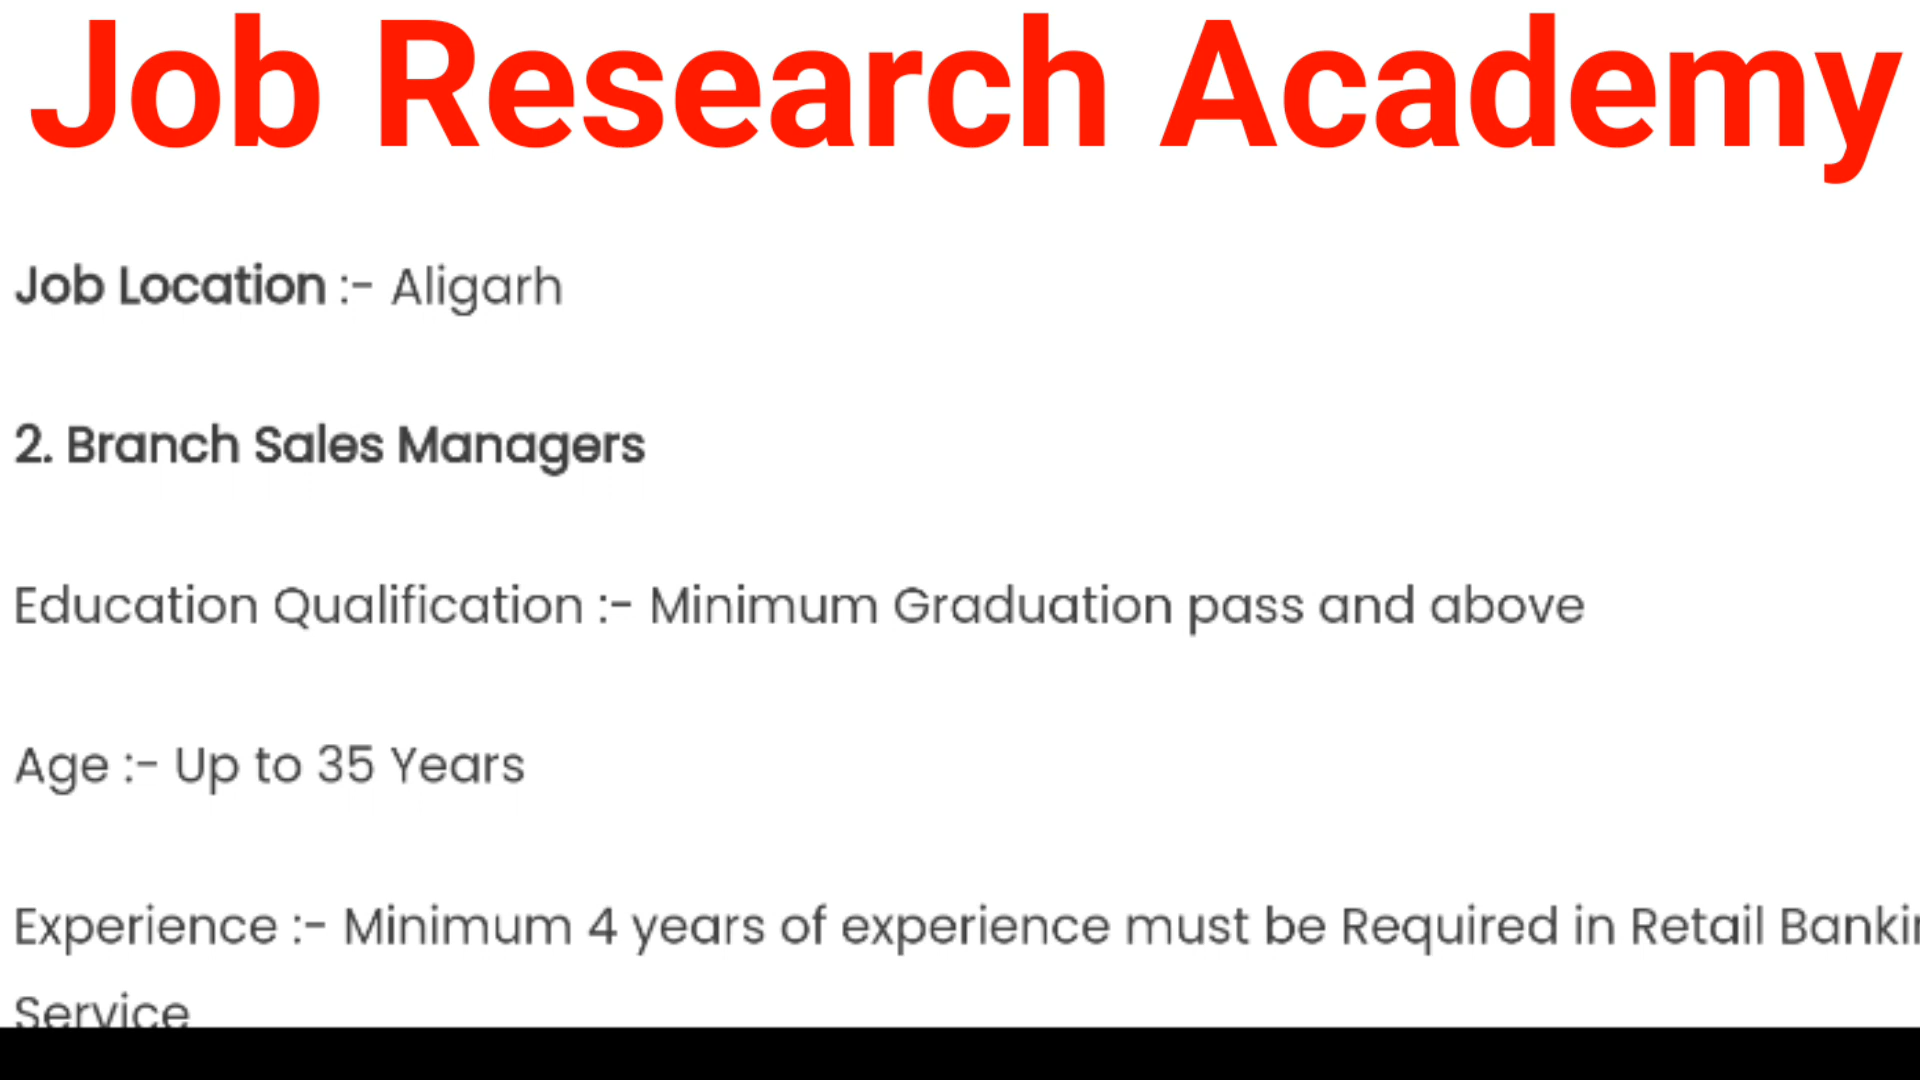 Job Research Academy
Job Location :- Aligarh
2. Branch Sales Managers
Education Qualification :- Minimum Graduation pass and above
Age :- Up to 35 Years
Experience :- Minimum 4 years of experience must be Required in Retail
Service